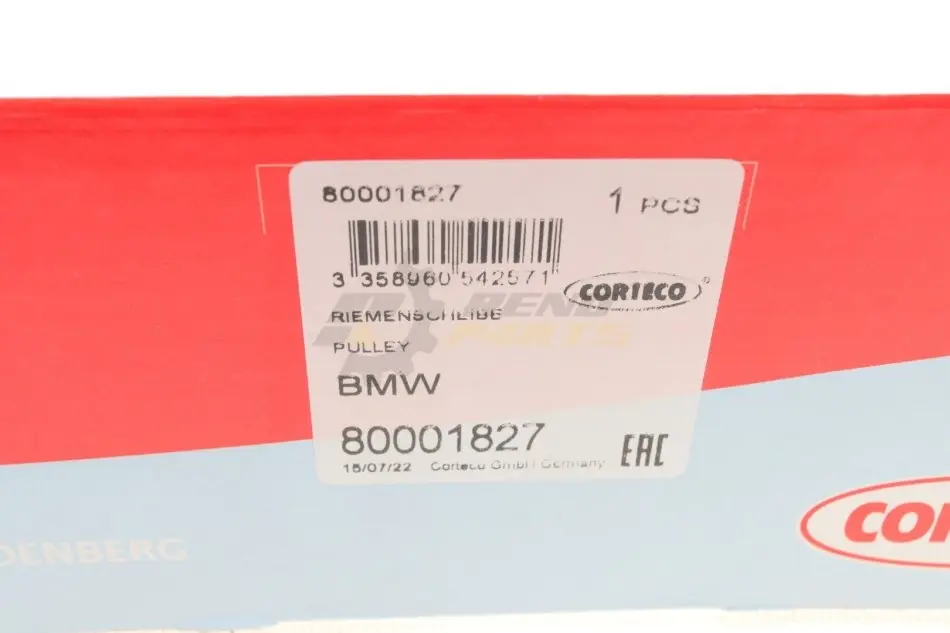 80001827 1 PCS
3 358960 542571
CORTECO
RIEMENSCHEIBE
PULLEY
BMW
80001827
EAC
15/07/22 Corteco GmbH Germany
DENBERG
COR